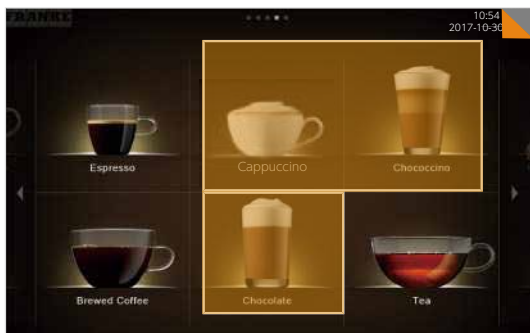 FRANKE
10:54
2017-10-30
Espresso
Cappuccino
Chococcino
Brewed Coffee
Chocolate
Tea